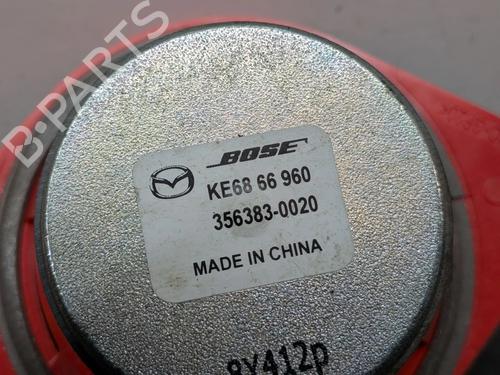 B-PARTS
BOSE
KE68 66 960
356383-0020
MADE IN CHINA
8Y412p